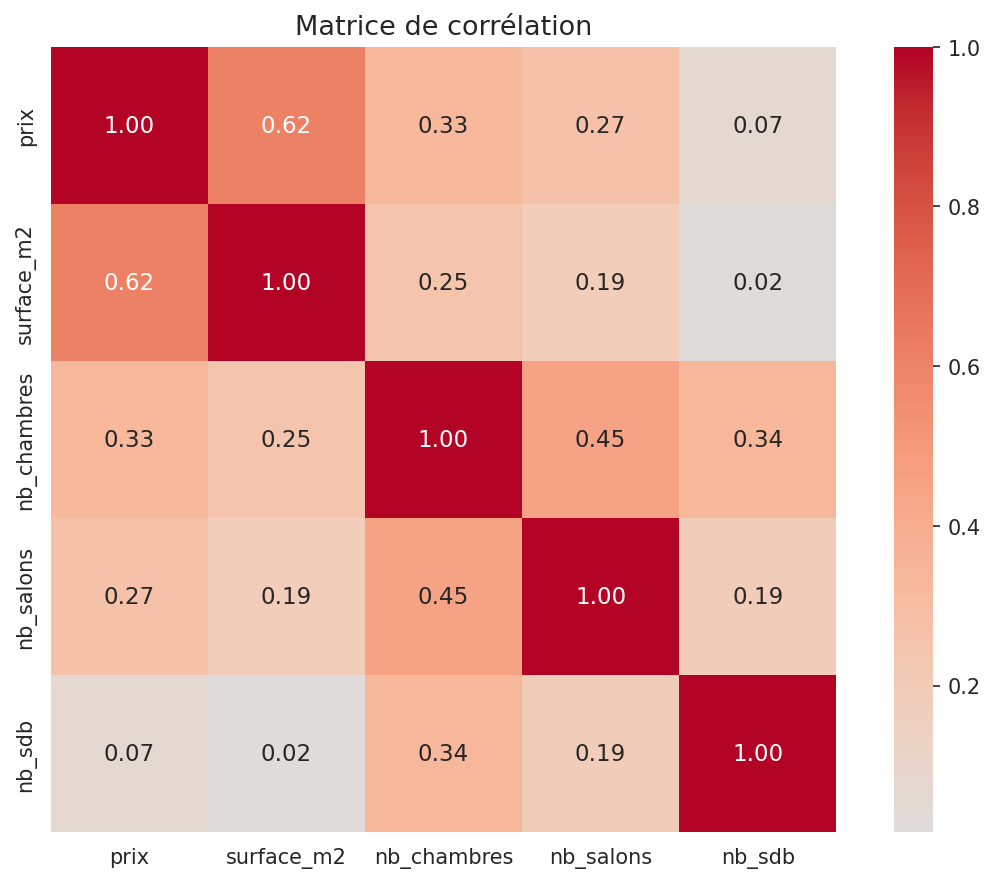 Matrice de corrélation
prix 1.00 0.62 0.33 0.27 0.07
surface_m2 0.62 1.00 0.25 0.19 0.02
nb_chambres 0.33 0.25 1.00 0.45 0.34
nb_salons 0.27 0.19 0.45 1.00 0.19
nb_sdb 0.07 0.02 0.34 0.19 1.00
prix surface_m2 nb_chambres nb_salons nb_sdb
1.0
0.8
0.6
0.4
0.2